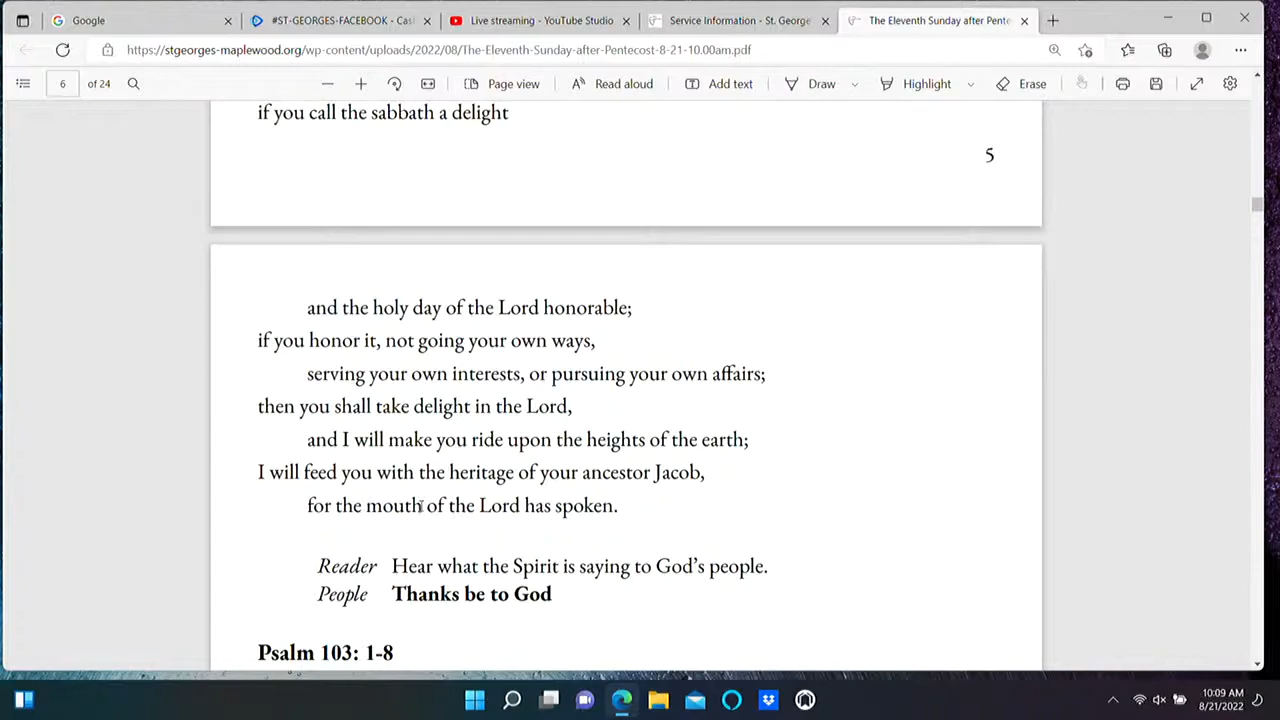 Google
#ST-GEORGES-FACEBOOK - Cas
Live streaming - YouTube Studio
Service Information - St. George
The Eleventh Sunday after Pente
https://stgeorges-maplewood.org/wp-content/uploads/2022/08/The-Eleventh-Sunday-after-Pentecost-8-21-10.00am.pdf
6 of 24
Page view
Read aloud
Add text
Draw
Highlight
Erase
if you call the sabbath a delight
5
and the holy day of the Lord honorable;
if you honor it, not going your own ways,
serving your own interests, or pursuing your own affairs;
then you shall take delight in the Lord,
and I will make you ride upon the heights of the earth;
I will feed you with the heritage of your ancestor Jacob,
for the mouth of the Lord has spoken.
Reader Hear what the Spirit is saying to God’s people.
People Thanks be to God
Psalm 103: 1-8
10:09 AM
8/21/2022